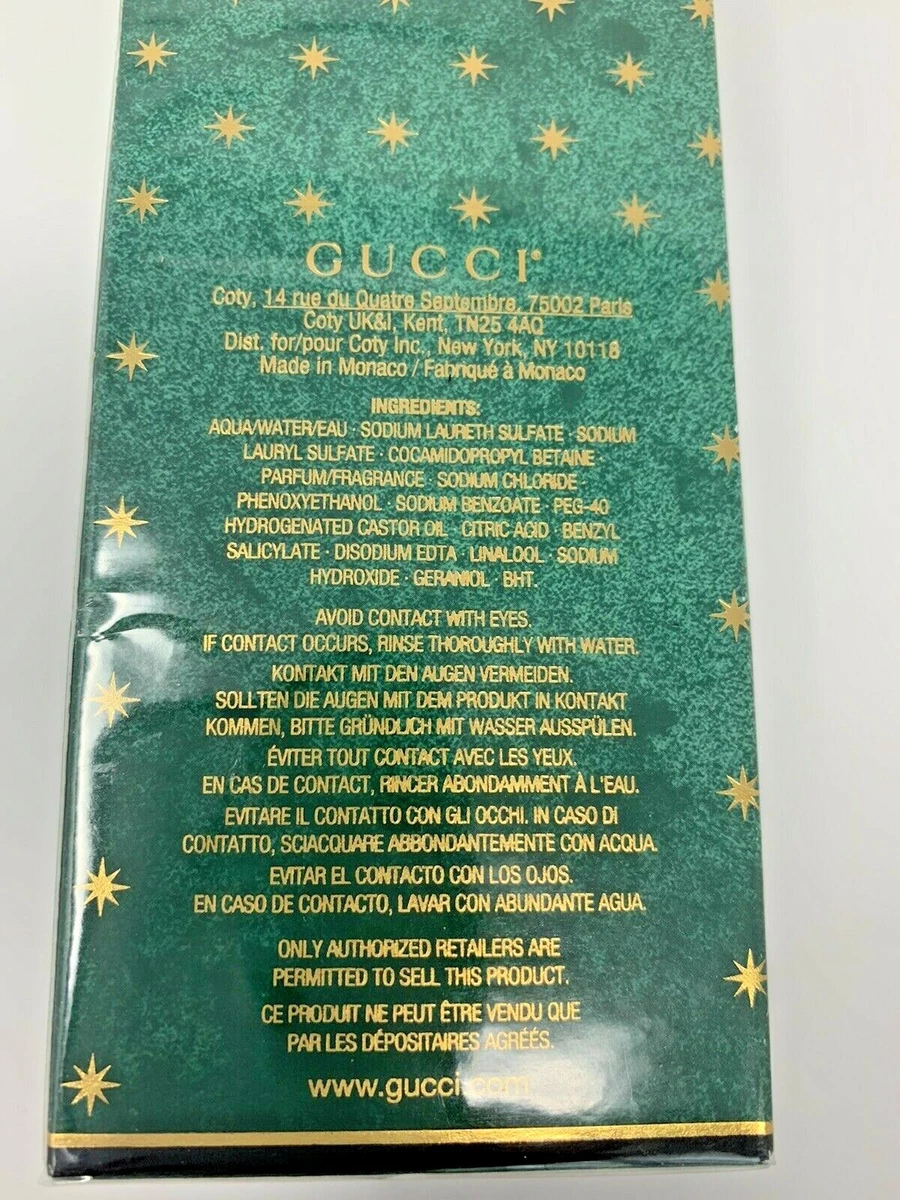 GUCCI®
Coty, 14 rue du Quatre Septembre, 75002 Paris
Coty UK&I, Kent, TN25 4AQ
Dist. for/pour Coty Inc., New York, NY 10118
Made in Monaco / Fabriqué à Monaco
INGREDIENTS:
AQUA/WATER/EAU · SODIUM LAURETH SULFATE · SODIUM
LAURYL SULFATE · COCAMIDOPROPYL BETAINE
PARFUM/FRAGRANCE · SODIUM CHLORIDE
PHENOXYETHANOL · SODIUM BENZOATE · PEG-40
HYDROGENATED CASTOR OIL · CITRIC ACID · BENZYL
SALICYLATE · DISODIUM EDTA · LINALOOL · SODIUM
HYDROXIDE · GERANIOL · BHT.
AVOID CONTACT WITH EYES.
IF CONTACT OCCURS, RINSE THOROUGHLY WITH WATER.
KONTAKT MIT DEN AUGEN VERMEIDEN.
SOLLTEN DIE AUGEN MIT DEM PRODUKT IN KONTAKT
KOMMEN, BITTE GRÜNDLICH MIT WASSER AUSSPÜLEN.
ÉVITER TOUT CONTACT AVEC LES YEUX.
EN CAS DE CONTACT, RINCER ABONDAMMENT À L'EAU.
EVITARE IL CONTATTO CON GLI OCCHI. IN CASO DI
CONTATTO, SCIACQUARE ABBONDANTEMENTE CON ACQUA.
EVITAR EL CONTACTO CON LOS OJOS.
EN CASO DE CONTACTO, LAVAR CON ABUNDANTE AGUA.
ONLY AUTHORIZED RETAILERS ARE
PERMITTED TO SELL THIS PRODUCT.
CE PRODUIT NE PEUT ÊTRE VENDU QUE
PAR LES DÉPOSITAIRES AGRÉÉS.
www.gucci.com